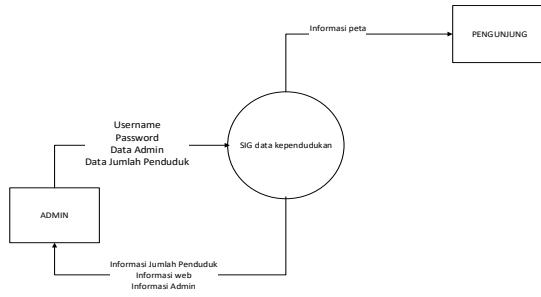 Informasi peta
PENGUNJUNG
Username
Password
Data Admin
Data Jumlah Penduduk
SIG data kependudukan
ADMIN
Informasi Jumlah Penduduk
Informasi web
Informasi Admin